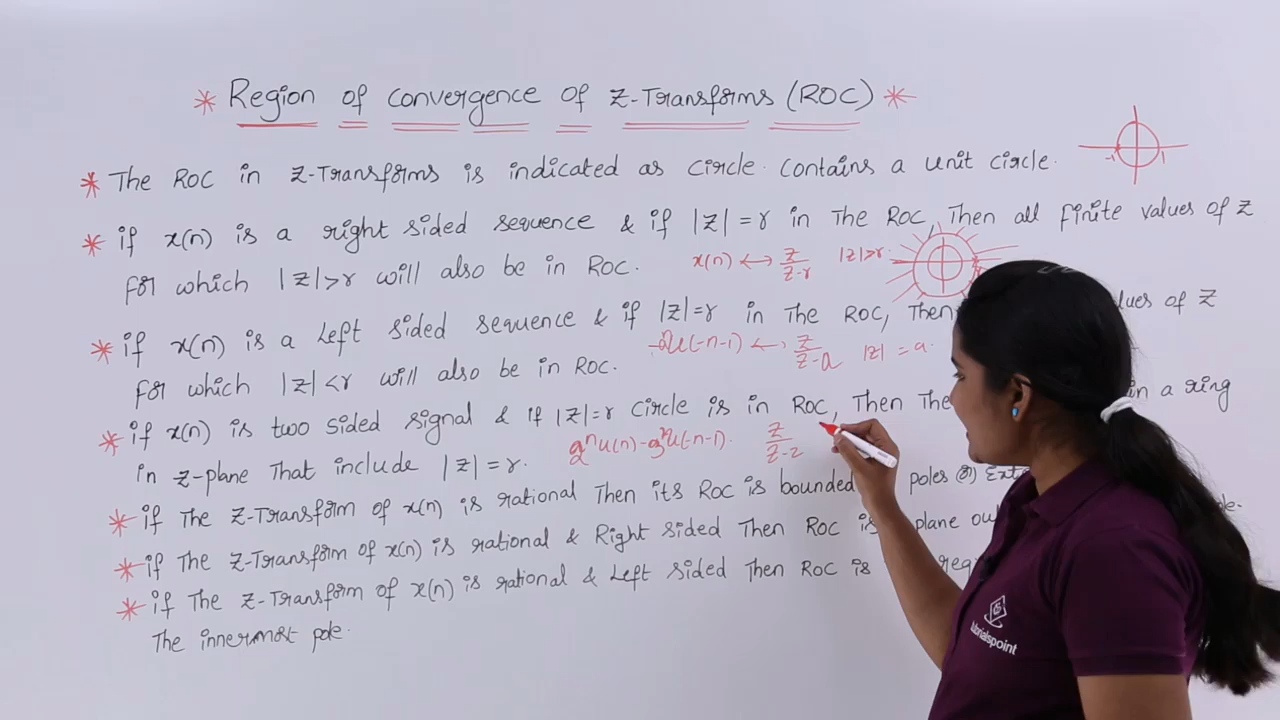 * Region of convergence of Z-Transforms (ROC) *
* The ROC in Z-Transforms is indicated as circle. contains a unit circle.
-1 1
* if x(n) is a right sided sequence & if |z| = r in The ROC, Then all finite values of z
for which |z| > r will also be in ROC. x(n) ↔ z/z-r |z|>r.
* if x(n) is a Left sided sequence & if |z| = r in The ROC, Then values of z
for which |z| < r will also be in ROC. u(-n-1) ↔ z/z-a |z| = a.
* if x(n) is two sided signal & if |z|=r circle is in ROC, Then The in a ring
in z-plane That include |z| = r. 2ⁿu(n) - 3ⁿu(-n-1). z/z-2
* if The Z-Transform of x(n) is rational Then its ROC is bounded poles (or)
* if The Z-Transform of x(n) is rational & Right sided Then ROC is plane
* if The Z-Transform of x(n) is rational & Left sided Then ROC is
The innermost pole.
tutorialspoint